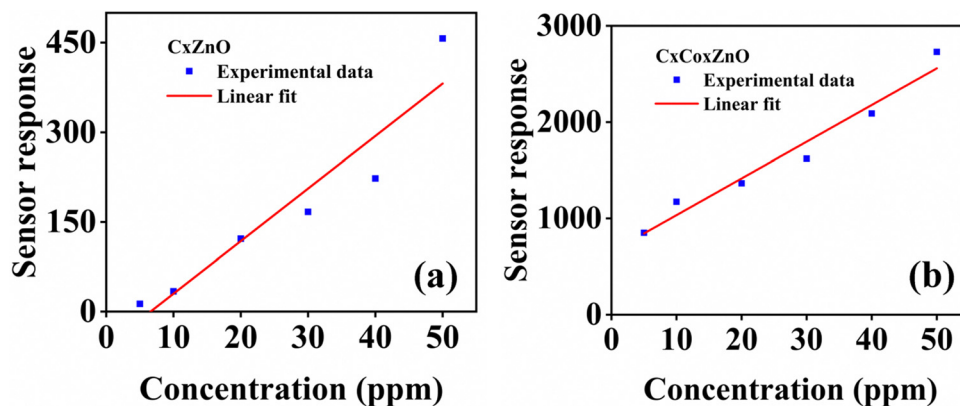 CxZnO
Experimental data
Linear fit
Sensor response
450
300
150
0
0 10 20 30 40 50
Concentration (ppm)
(a)
CxCoxZnO
Experimental data
Linear fit
Sensor response
3000
2000
1000
0
0 10 20 30 40 50
Concentration (ppm)
(b)